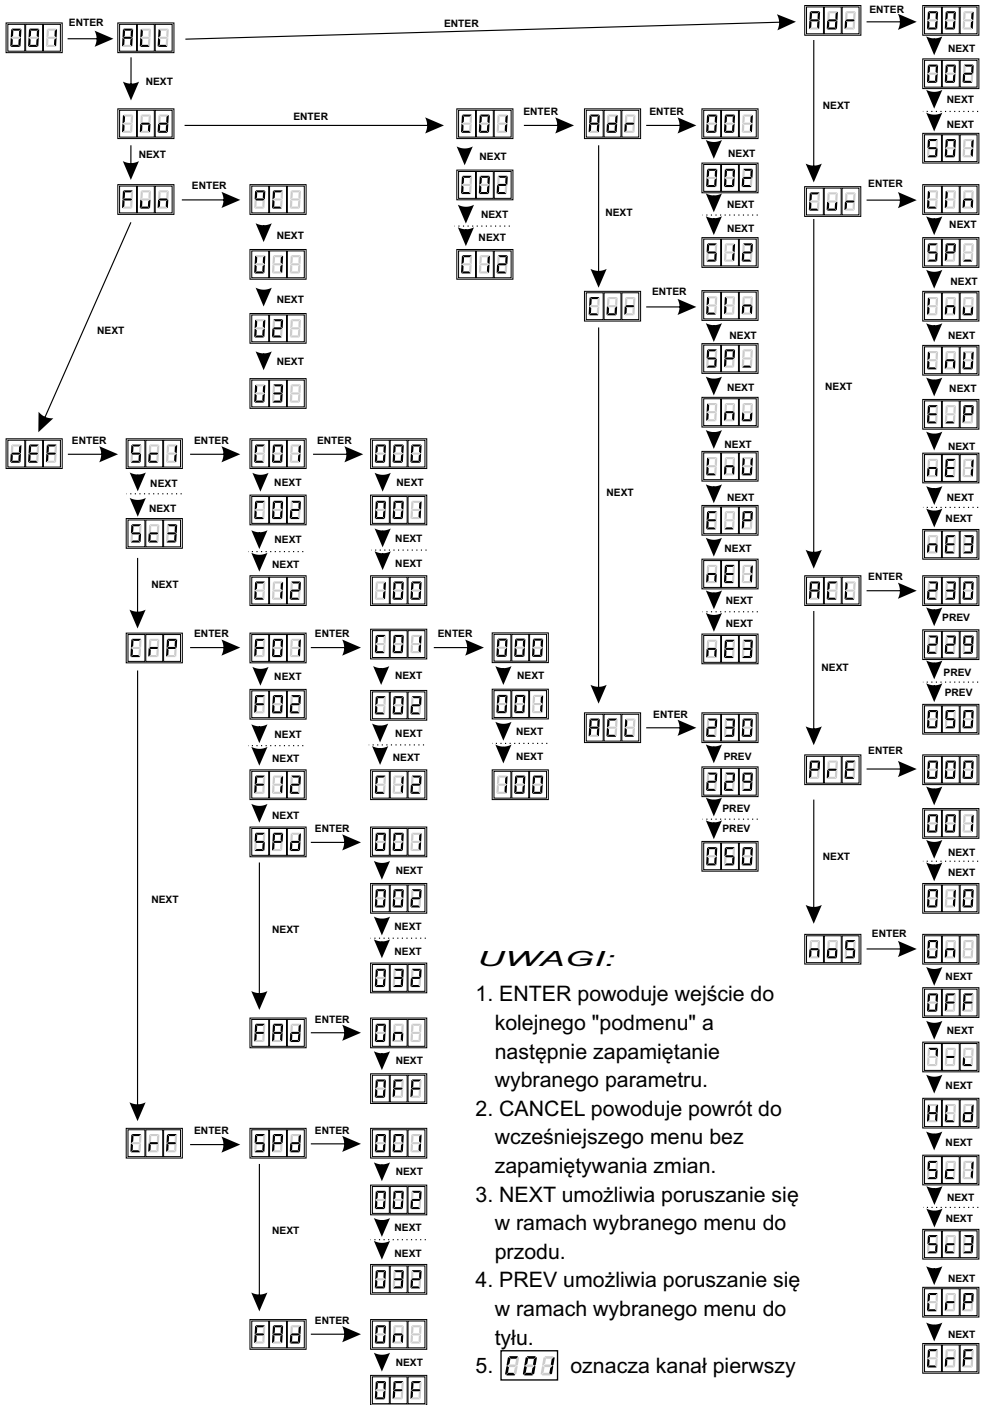 001 ENTER ALL ENTER Adr ENTER 001
NEXT
002
NEXT
NEXT
501
NEXT
Ind ENTER C01 ENTER Adr ENTER 001
NEXT
002
NEXT
NEXT
512
NEXT
C02
NEXT
NEXT
C12
NEXT
Fun ENTER °C
NEXT
U1
NEXT
U2
NEXT
U3
NEXT
NEXT
Cur ENTER LIn
NEXT
SP_
NEXT
Inv
NEXT
LnU
NEXT
E_P
NEXT
nE1
NEXT
NEXT
nE3
NEXT
Cur ENTER LIn
NEXT
SP_
NEXT
Inv
NEXT
LnU
NEXT
E_P
NEXT
nE1
NEXT
NEXT
nE3
NEXT
NEXT
dEF ENTER Sc1 ENTER C01 ENTER 000
NEXT NEXT NEXT
Sc3 C02 001
NEXT NEXT NEXT
NEXT NEXT
C12 100
NEXT
CrP ENTER F01 ENTER C01 ENTER 000
NEXT NEXT NEXT
F02 C02 001
NEXT NEXT NEXT
NEXT NEXT NEXT
F12 C12 100
NEXT
SPd ENTER 001
NEXT
002
NEXT
NEXT
032
NEXT
FAd ENTER On
NEXT
OFF
NEXT
CrF ENTER SPd ENTER 001
NEXT
002
NEXT
NEXT
032
NEXT
FAd ENTER On
NEXT
OFF
ACL ENTER 230
PREV
229
PREV
PREV
050
ACL ENTER 230
PREV
229
PREV
PREV
050
NEXT
PrE ENTER 000
001
NEXT
NEXT
010
NEXT
noS ENTER On
NEXT
OFF
NEXT
NEXT
HLd
NEXT
Sc1
NEXT
NEXT
Sc3
NEXT
CrP
NEXT
CrF
UWAGI:
1. ENTER powoduje wejście do
kolejnego "podmenu" a
następnie zapamiętanie
wybranego parametru.
2. CANCEL powoduje powrót do
wcześniejszego menu bez
zapamiętywania zmian.
3. NEXT umożliwia poruszanie się
w ramach wybranego menu do
przodu.
4. PREV umożliwia poruszanie się
w ramach wybranego menu do
tyłu.
5. C01 oznacza kanał pierwszy